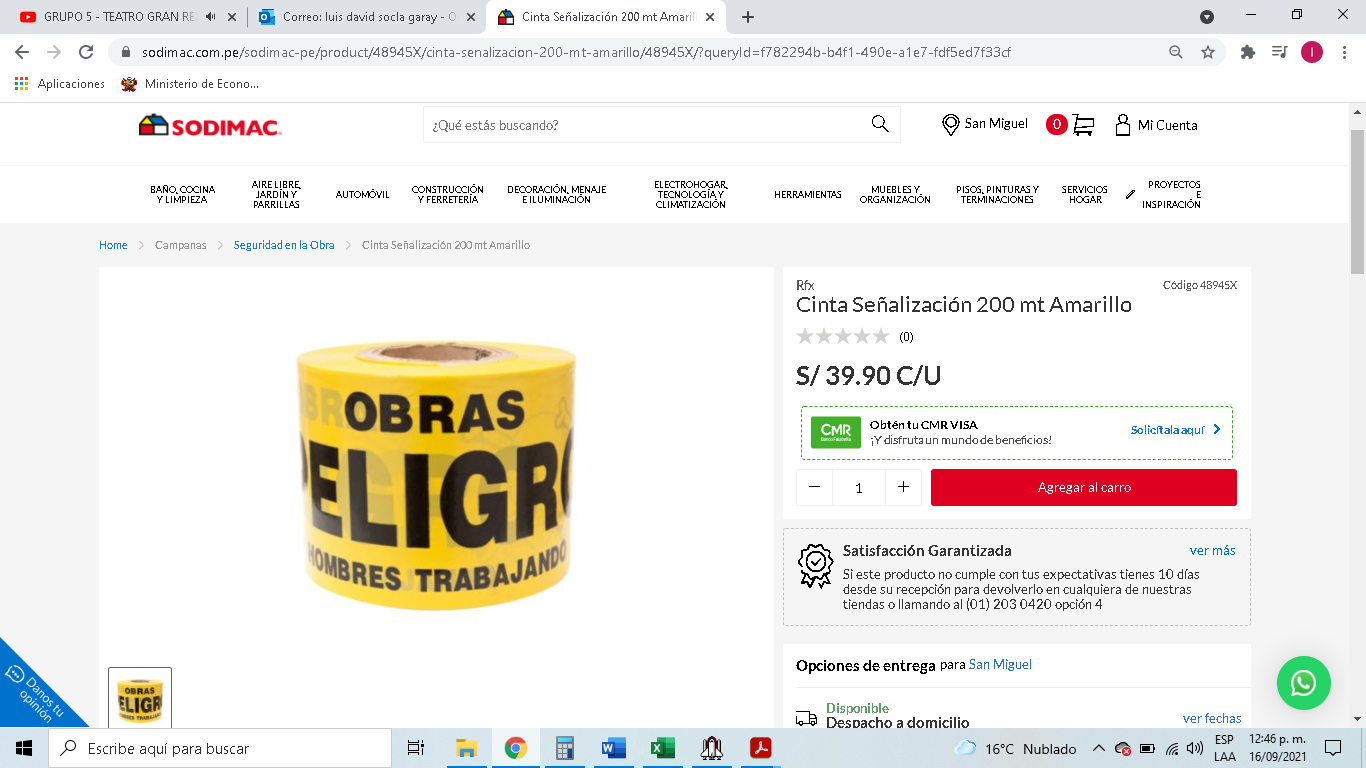 GRUPO 5 - TEATRO GRAN RE
Correo: luis david socla garay - O
Cinta Señalización 200 mt Amaril
sodimac.com.pe/sodimac-pe/product/48945X/cinta-senalizacion-200-mt-amarillo/48945X/?queryId=f782294b-b4f1-490e-a1e7-fdf5ed7f33cf
I
Aplicaciones
Ministerio de Econo...
SODIMAC
¿Qué estás buscando?
San Miguel
0
Mi Cuenta
BAÑO, COCINA
Y LIMPIEZA
AIRE LIBRE,
JARDÍN Y
PARRILLAS
AUTOMÓVIL
CONSTRUCCIÓN
Y FERRETERÍA
DECORACIÓN, MENAJE
E ILUMINACIÓN
ELECTROHOGAR,
TECNOLOGÍA Y
CLIMATIZACIÓN
HERRAMIENTAS
MUEBLES Y
ORGANIZACIÓN
PISOS, PINTURAS Y
TERMINACIONES
SERVICIOS
HOGAR
PROYECTOS
E
INSPIRACIÓN
Home
Campanas
Seguridad en la Obra
Cinta Señalización 200 mt Amarillo
OBRAS
PELIGRO
HOMBRES TRABAJANDO
Rfx
Código 48945X
Cinta Señalización 200 mt Amarillo
(0)
S/ 39.90 C/U
CMR
Banco Falabella
Obtén tu CMR VISA
¡Y disfruta un mundo de beneficios!
Solicítala aquí
1
Agregar al carro
Satisfacción Garantizada
ver más
Si este producto no cumple con tus expectativas tienes 10 días
desde su recepción para devolverlo en cualquiera de nuestras
tiendas o llamando al (01) 203 0420 opción 4
Opciones de entrega para San Miguel
Disponible
Despacho a domicilio
ver fechas
Danos tu
opinión
OBRAS
ELIGR
HOMBRES TRABAJANDO
Escribe aquí para buscar
16°C Nublado
ESP
LAA
12:46 p. m.
16/09/2021